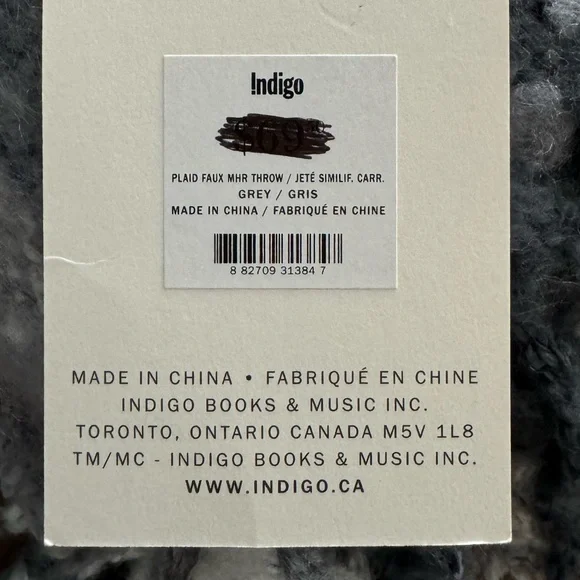 !ndigo
PLAID FAUX MHR THROW / JETÉ SIMILIF. CARR.
GREY / GRIS
MADE IN CHINA / FABRIQUÉ EN CHINE
8 82709 31384 7
MADE IN CHINA • FABRIQUÉ EN CHINE
INDIGO BOOKS & MUSIC INC.
TORONTO, ONTARIO CANADA M5V 1L8
TM/MC - INDIGO BOOKS & MUSIC INC.
WWW.INDIGO.CA